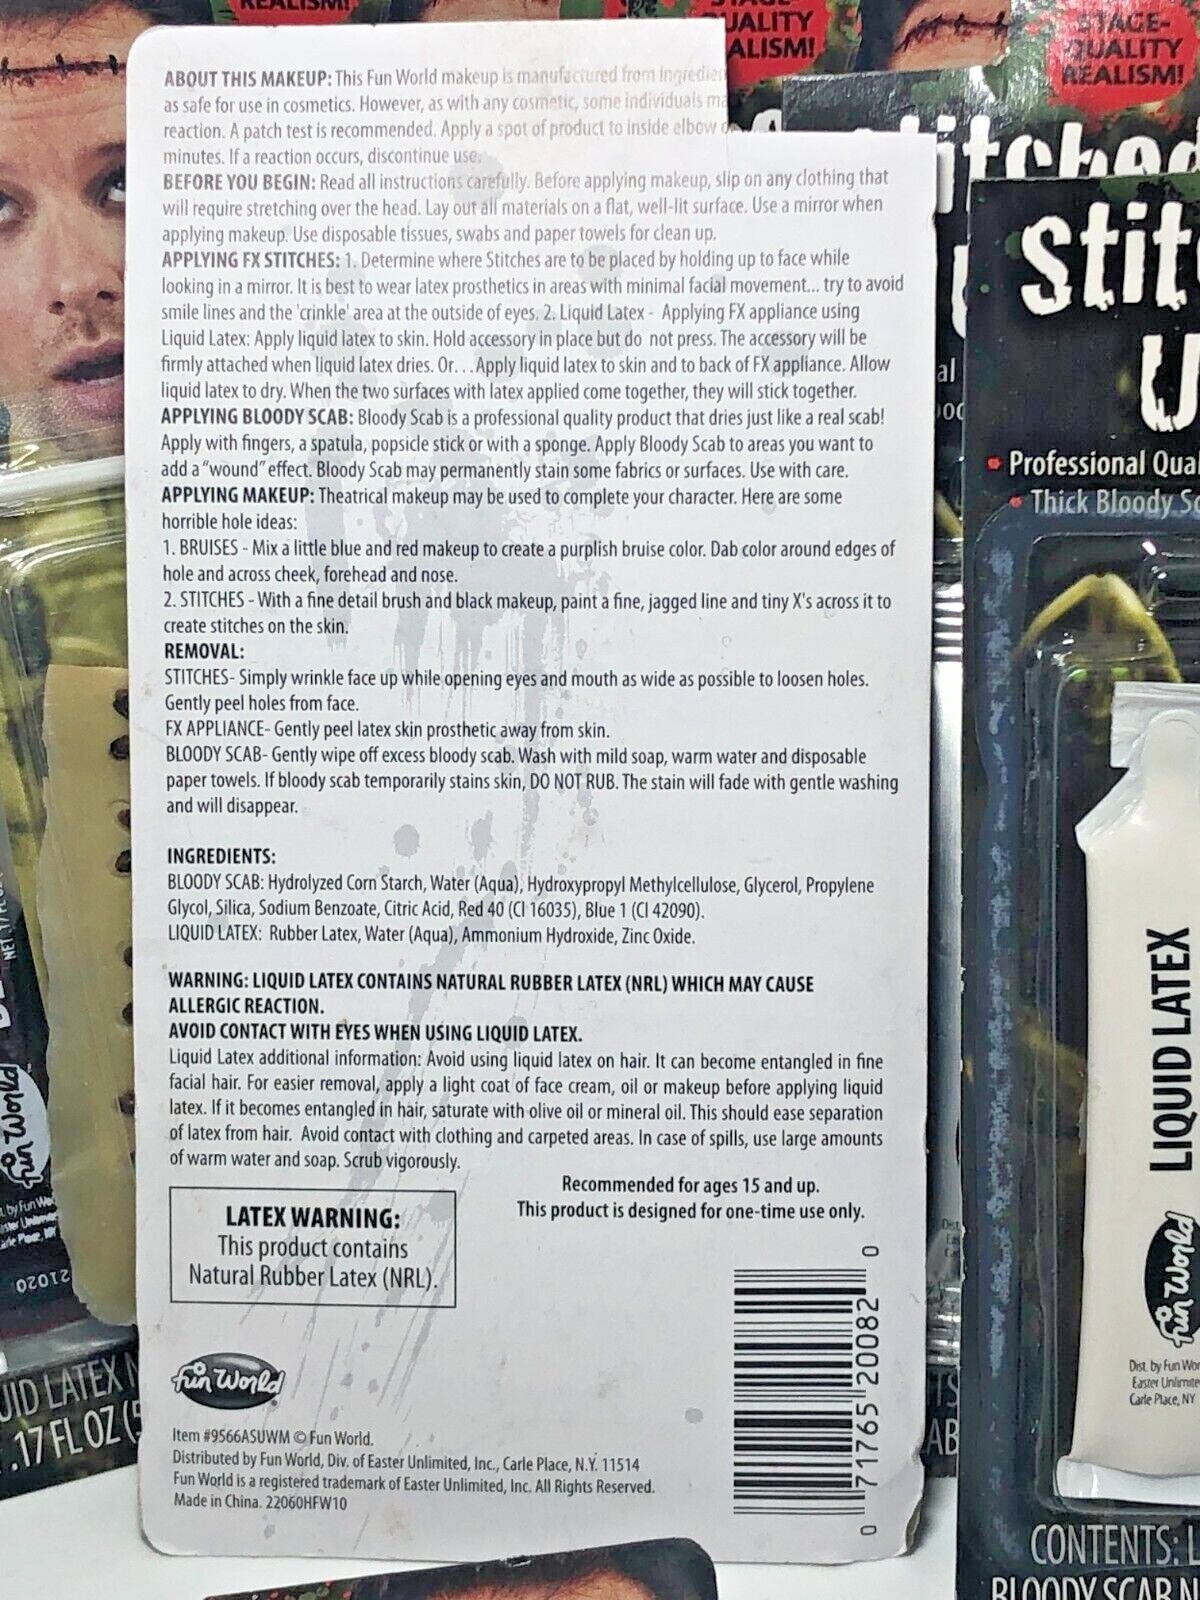 REALISM!
QUALITY
REALISM!
STAGE-
QUALITY
REALISM!
ABOUT THIS MAKEUP: This Fun World makeup is manufactured from
as safe for use in cosmetics. However, as with any cosmetic, some individuals
reaction. A patch test is recommended. Apply a spot of product to inside elbow
minutes. If a reaction occurs, discontinue use.
BEFORE YOU BEGIN: Read all instructions carefully. Before applying makeup, slip on any clothing that
will require stretching over the head. Lay out all materials on a flat, well-lit surface. Use a mirror when
applying makeup. Use disposable tissues, swabs and paper towels for clean up.
APPLYING FX STITCHES: 1. Determine where Stitches are to be placed by holding up to face while
looking in a mirror. It is best to wear latex prosthetics in areas with minimal facial movement... try to avoid
smile lines and the 'crinkle' area at the outside of eyes. 2. Liquid Latex - Applying FX appliance using
Liquid Latex: Apply liquid latex to skin. Hold accessory in place but do not press. The accessory will be
firmly attached when liquid latex dries. Or... Apply liquid latex to skin and to back of FX appliance. Allow
liquid latex to dry. When the two surfaces with latex applied come together, they will stick together.
APPLYING BLOODY SCAB: Bloody Scab is a professional quality product that dries just like a real scab!
Apply with fingers, a spatula, popsicle stick or with a sponge. Apply Bloody Scab to areas you want to
add a "wound" effect. Bloody Scab may permanently stain some fabrics or surfaces. Use with care.
APPLYING MAKEUP: Theatrical makeup may be used to complete your character. Here are some
horrible hole ideas:
1. BRUISES - Mix a little blue and red makeup to create a purplish bruise color. Dab color around edges of
hole and across cheek, forehead and nose.
2. STITCHES - With a fine detail brush and black makeup, paint a fine, jagged line and tiny X's across it to
create stitches on the skin.
REMOVAL:
STITCHES- Simply wrinkle face up while opening eyes and mouth as wide as possible to loosen holes.
Gently peel holes from face.
FX APPLIANCE- Gently peel latex skin prosthetic away from skin.
BLOODY SCAB- Gently wipe off excess bloody scab. Wash with mild soap, warm water and disposable
paper towels. If bloody scab temporarily stains skin, DO NOT RUB. The stain will fade with gentle washing
and will disappear.
INGREDIENTS:
BLOODY SCAB: Hydrolyzed Corn Starch, Water (Aqua), Hydroxypropyl Methylcellulose, Glycerol, Propylene
Glycol, Silica, Sodium Benzoate, Citric Acid, Red 40 (CI 16035), Blue 1 (CI 42090).
LIQUID LATEX: Rubber Latex, Water (Aqua), Ammonium Hydroxide, Zinc Oxide.
WARNING: LIQUID LATEX CONTAINS NATURAL RUBBER LATEX (NRL) WHICH MAY CAUSE
ALLERGIC REACTION.
AVOID CONTACT WITH EYES WHEN USING LIQUID LATEX.
Liquid Latex additional information: Avoid using liquid latex on hair. It can become entangled in fine
facial hair. For easier removal, apply a light coat of face cream, oil or makeup before applying liquid
latex. If it becomes entangled in hair, saturate with olive oil or mineral oil. This should ease separation
of latex from hair. Avoid contact with clothing and carpeted areas. In case of spills, use large amounts
of warm water and soap. Scrub vigorously.
Recommended for ages 15 and up.
This product is designed for one-time use only.
LATEX WARNING:
This product contains
Natural Rubber Latex (NRL).
fun World
Item #9566ASUWM © Fun World.
Distributed by Fun World, Div. of Easter Unlimited, Inc., Carle Place, N.Y. 11514
Fun World is a registered trademark of Easter Unlimited, Inc. All Rights Reserved.
Made in China. 22060HFW10
0 71765 20082 0
stit
U
Professional Qual
Thick Bloody Sc
LIQUID LATEX
fun World
Dist. by Fun Wor
Easter Unlimite
Carle Place, NY
CONTENTS: L
BLOODY SCAB N
fun World
021020
UID LATEX N
.17 FL OZ (5